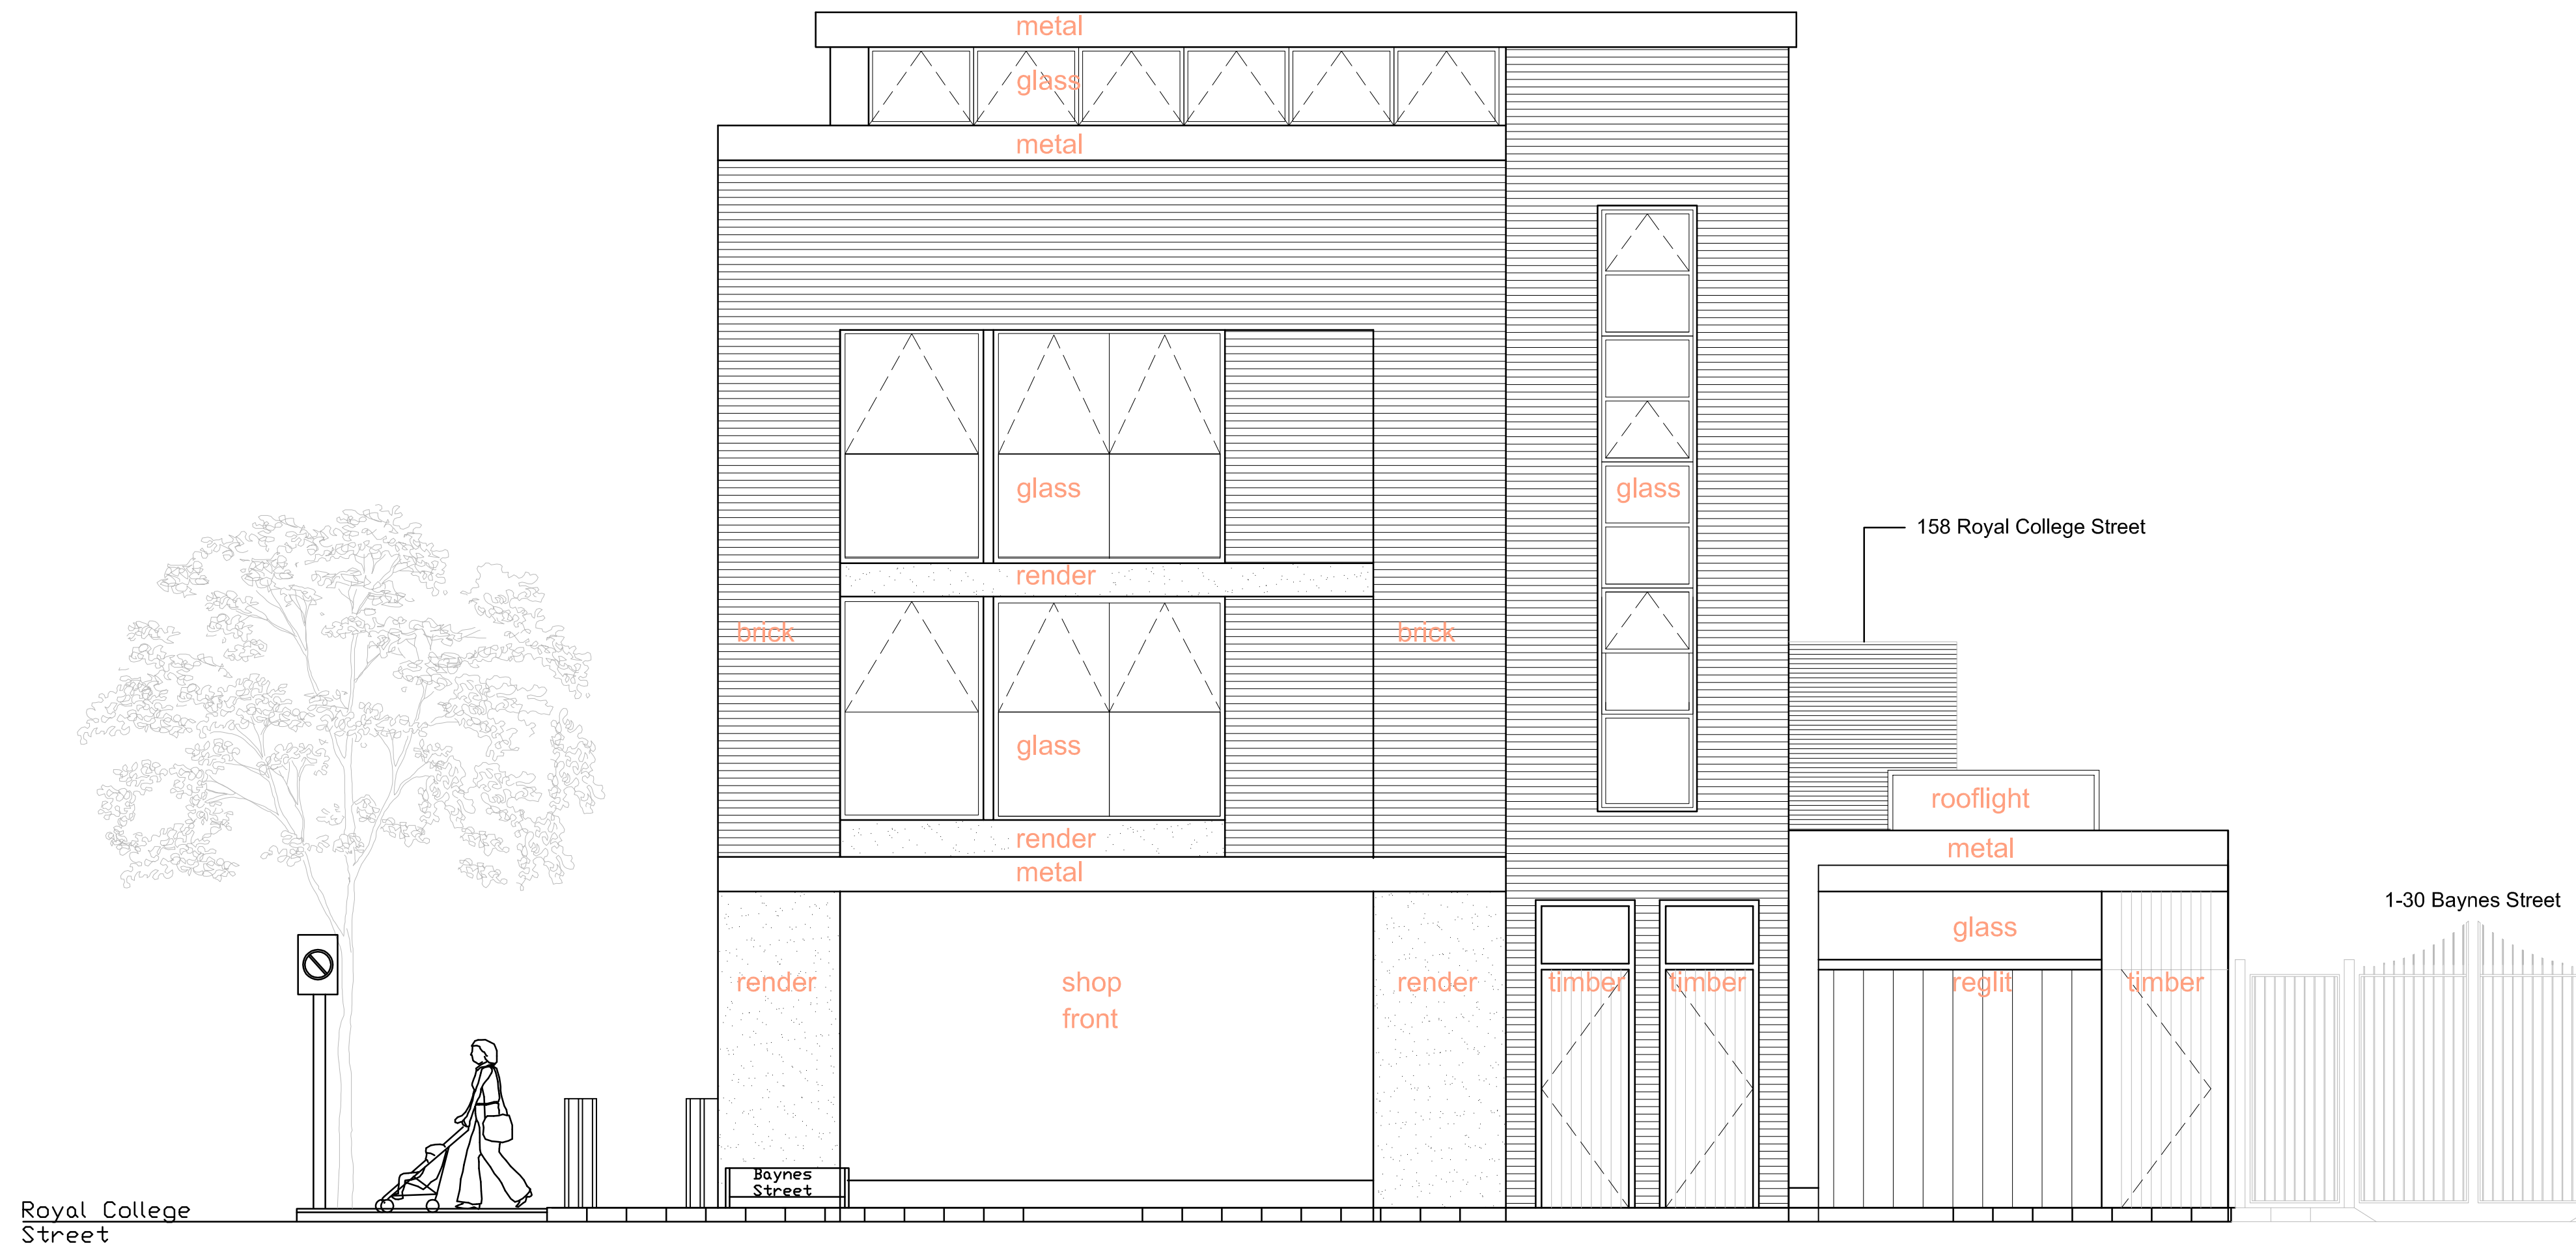 metal
glass
metal
glass
glass
158 Royal College Street
render
brick
brick
glass
rooflight
render
metal
metal
1-30 Baynes Street
glass
render
shop
front
render
timber
timber
reglit
timber
Baynes
Street
Royal College
Street